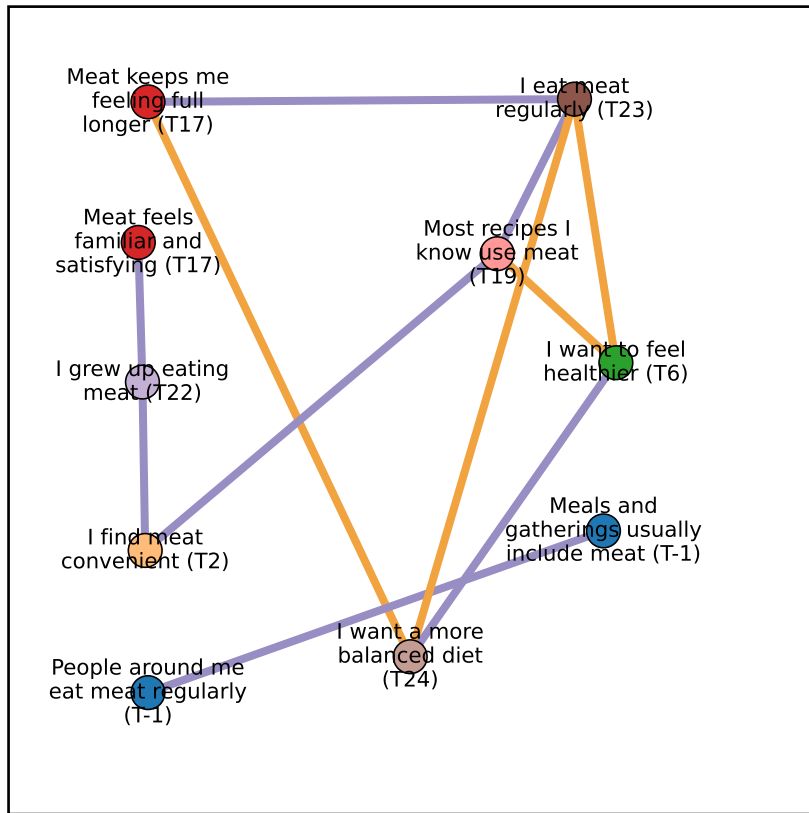 Meat keeps me
feeling full
longer (T17)
I eat meat
regularly (T23)
Meat feels
familiar and
satisfying (T17)
Most recipes I
know use meat
(T19)
I grew up eating
meat (T22)
I want to feel
healthier (T6)
I find meat
convenient (T2)
Meals and
gatherings usually
include meat (T-1)
I want a more
balanced diet
(T24)
People around me
eat meat regularly
(T-1)